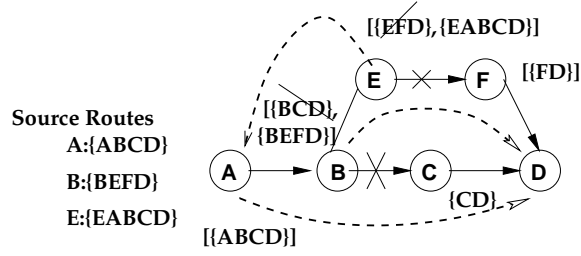 [{EFD},{EABCD}]
E
F
[{FD}]
[{BCD},
{BEFD}]
Source Routes
A:{ABCD}
B:{BEFD}
E:{EABCD}
A
B
C
D
{CD}
[{ABCD}]